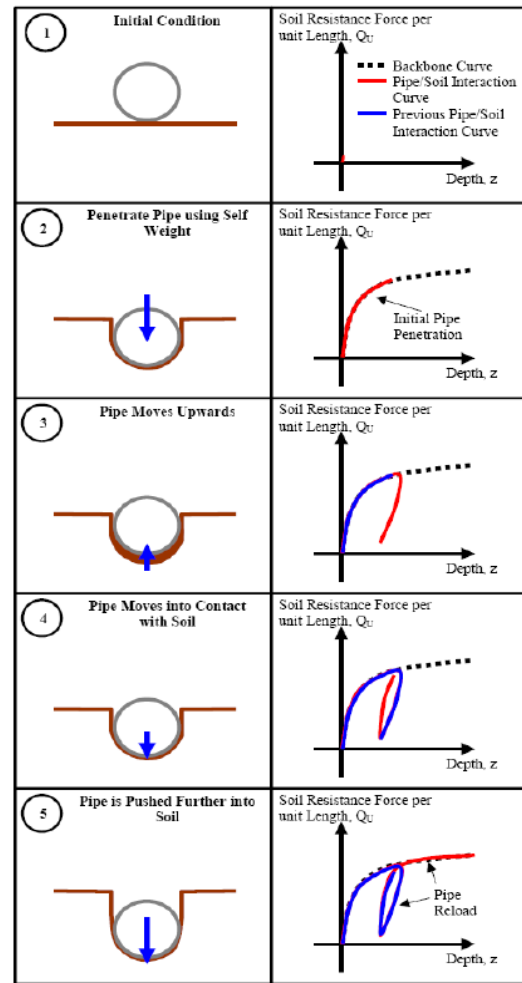 1
Initial Condition
Soil Resistance Force per
unit Length, QU
Backbone Curve
Pipe/Soil Interaction
Curve
Previous Pipe/Soil
Interaction Curve
Depth, z
2
Penetrate Pipe using Self
Weight
Soil Resistance Force per
unit Length, QU
Initial Pipe
Penetration
Depth, z
3
Pipe Moves Upwards
Soil Resistance Force per
unit Length, QU
Depth, z
4
Pipe Moves into Contact
with Soil
Soil Resistance Force per
unit Length, QU
Depth, z
5
Pipe is Pushed Further into
Soil
Soil Resistance Force per
unit Length, QU
Pipe
Reload
Depth, z